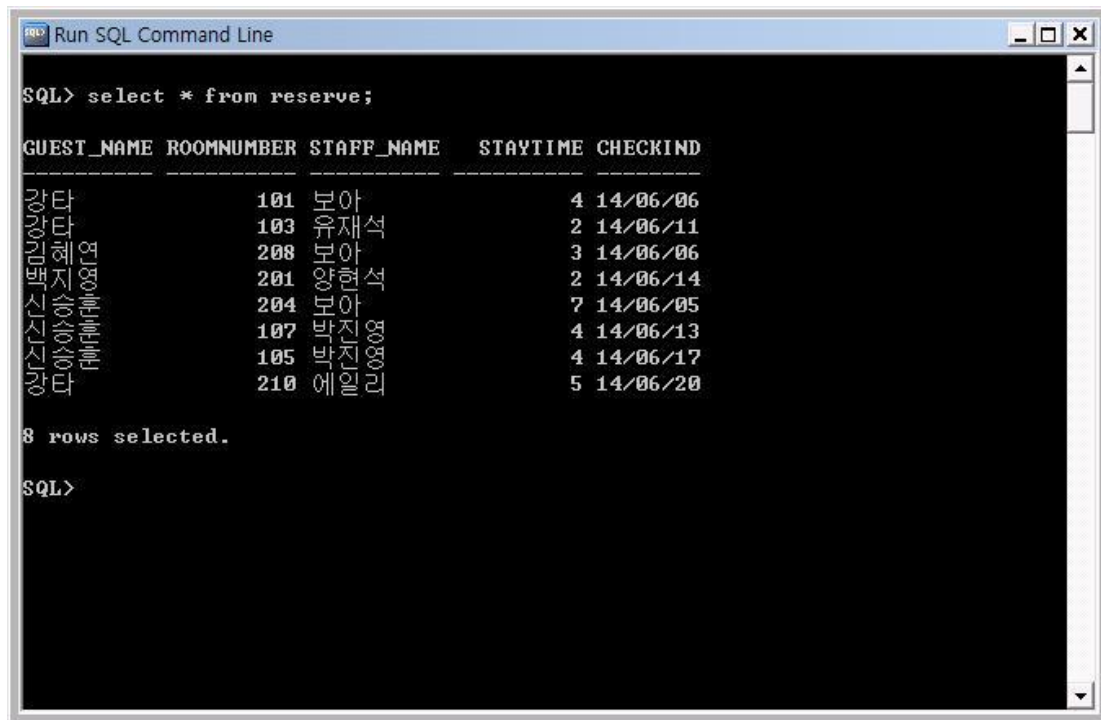 Run SQL Command Line
SQL> select * from reserve;
GUEST_NAME ROOMNUMBER STAFF_NAME   STAYTIME CHECKIND
---------- ---------- ---------- ---------- --------
강타              101 보아                4 14/06/06
강타              103 유재석              2 14/06/11
김혜연            208 보아                3 14/06/06
백지영            201 양현석              2 14/06/14
신승훈            204 보아                7 14/06/05
신승훈            107 박진영              4 14/06/13
신승훈            105 박진영              4 14/06/17
강타              210 에일리              5 14/06/20
8 rows selected.
SQL>